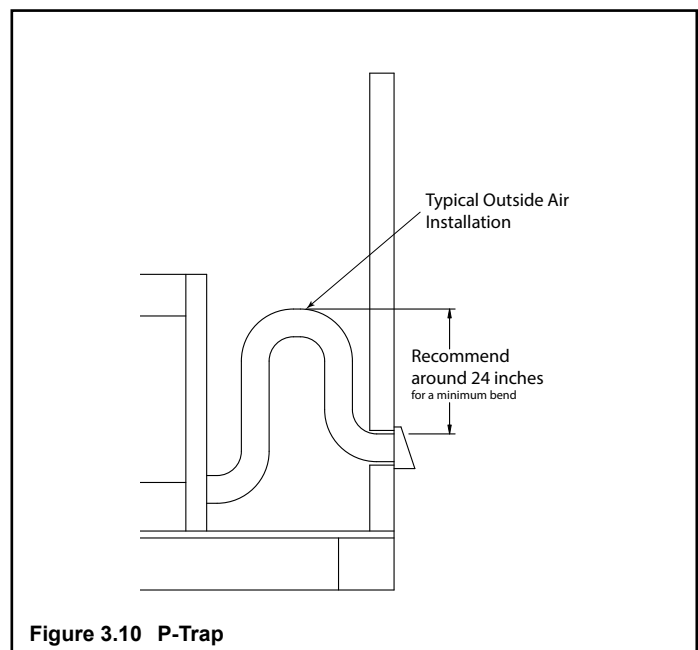 Typical Outside Air
Installation
Recommend
around 24 inches
for a minimum bend
Figure 3.10 P-Trap